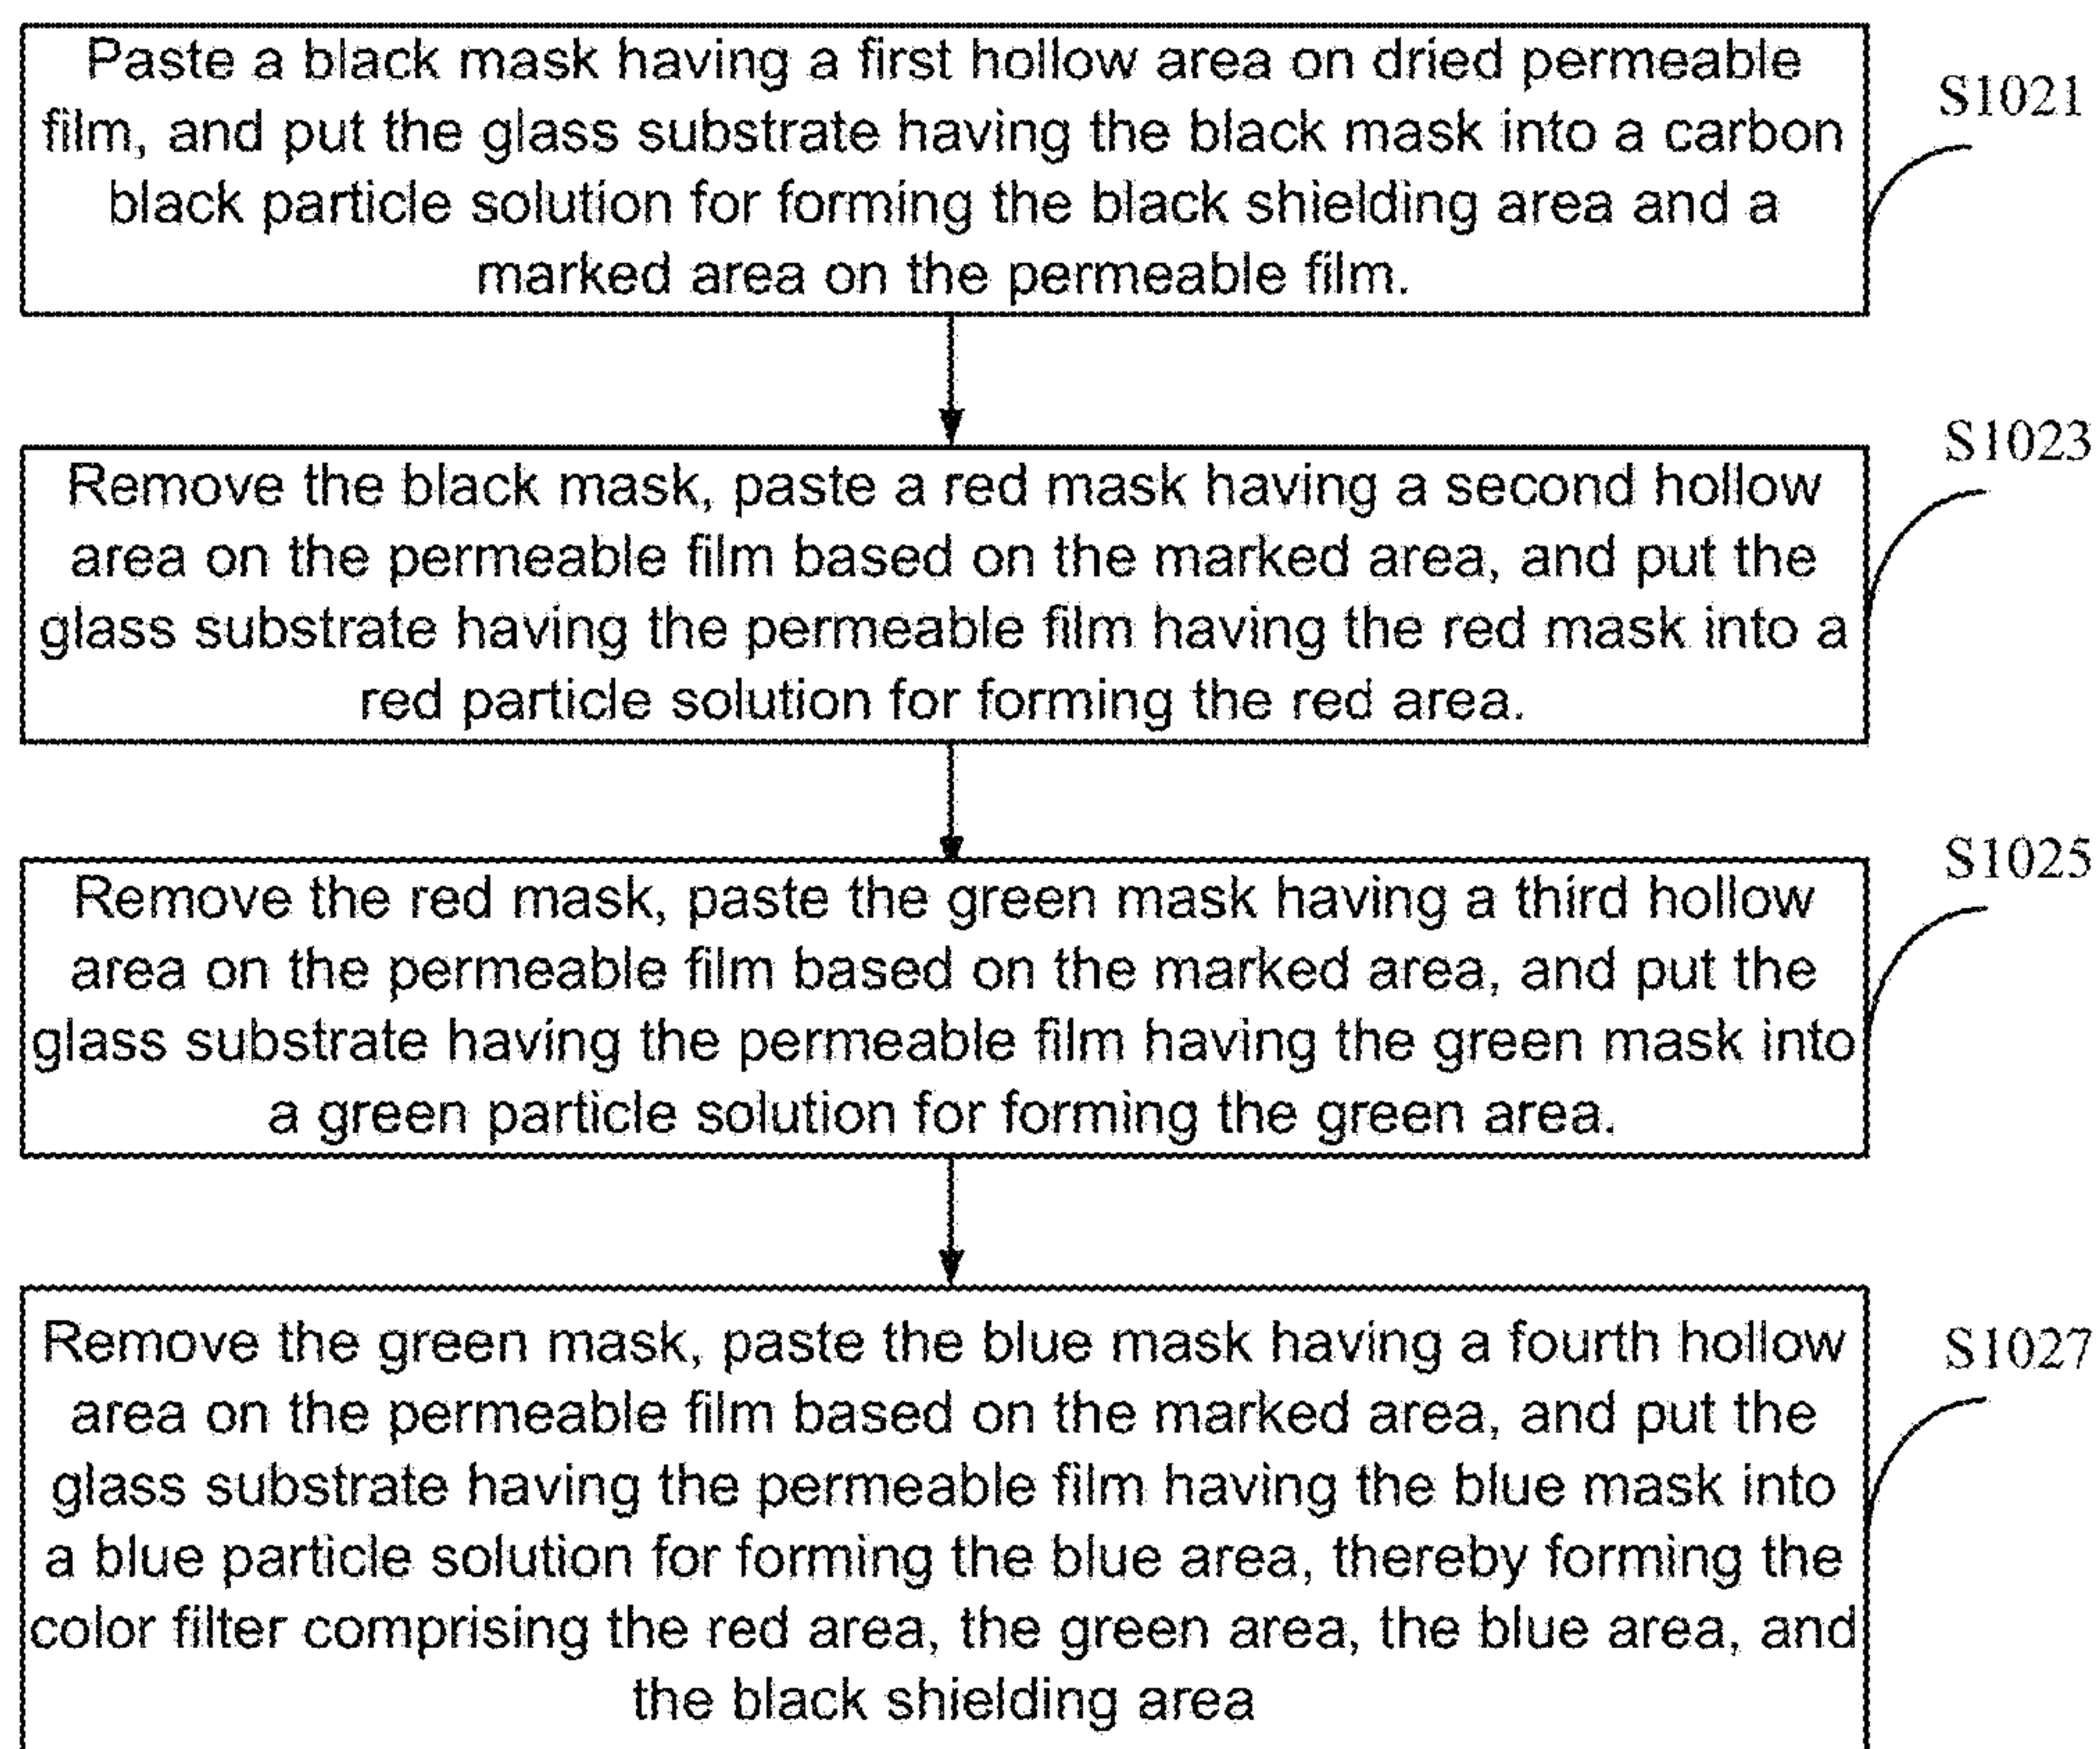 Paste a black mask having a first hollow area on dried permeable
film, and put the glass substrate having the black mask into a carbon
black particle solution for forming the black shielding area and a
marked area on the permeable film.
S1021
Remove the black mask, paste a red mask having a second hollow
area on the permeable film based on the marked area, and put the
glass substrate having the permeable film having the red mask into a
red particle solution for forming the red area.
S1023
Remove the red mask, paste the green mask having a third hollow
area on the permeable film based on the marked area, and put the
glass substrate having the permeable film having the green mask into
a green particle solution for forming the green area.
S1025
Remove the green mask, paste the blue mask having a fourth hollow
area on the permeable film based on the marked area, and put the
glass substrate having the permeable film having the blue mask into
a blue particle solution for forming the blue area, thereby forming the
color filter comprising the red area, the green area, the blue area, and
the black shielding area
S1027